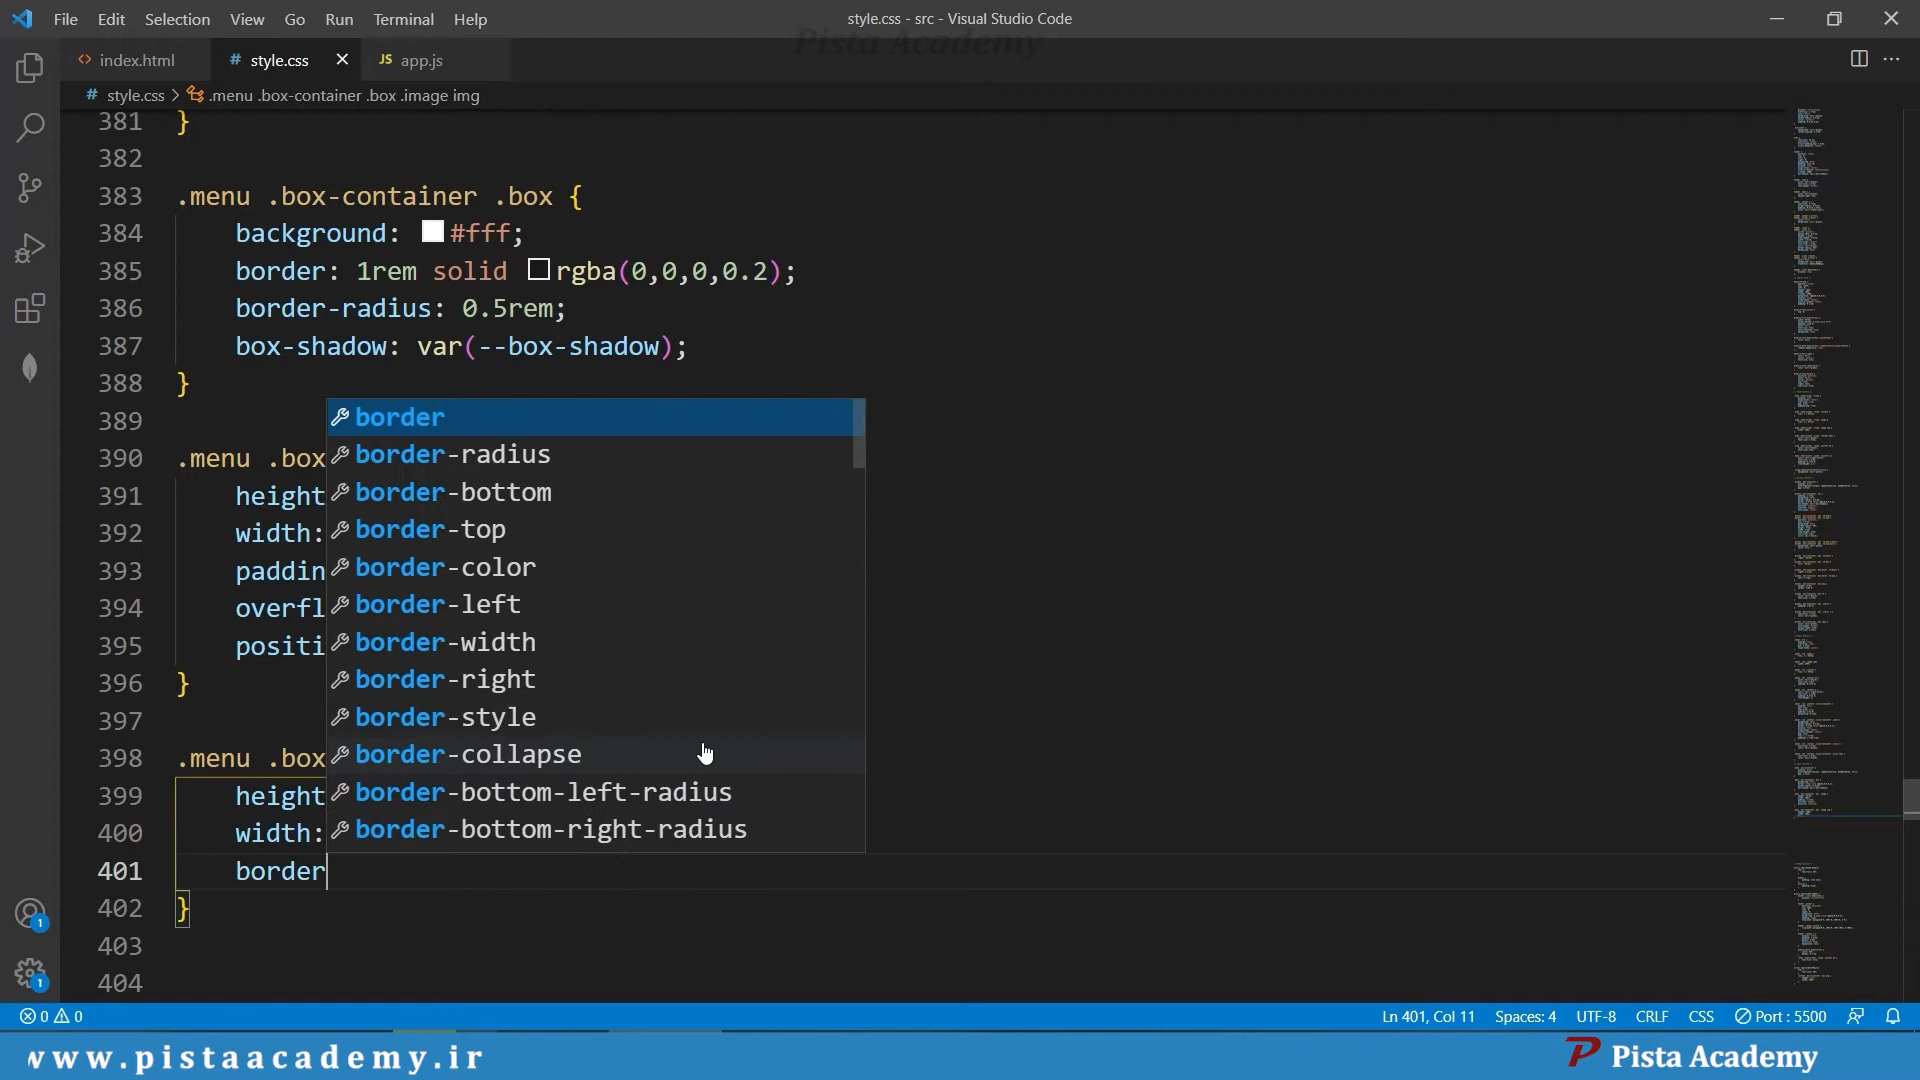 File Edit Selection View Go Run Terminal Help
style.css - src - Visual Studio Code
Pista Academy
<> index.html
# style.css
JS app.js
# style.css > .menu .box-container .box .image img
381 }
382
383 .menu .box-container .box {
384 background: #fff;
385 border: 1rem solid rgba(0,0,0,0.2);
386 border-radius: 0.5rem;
387 box-shadow: var(--box-shadow);
388 }
389
390 .menu .box
391 height
392 width:
393 paddin
394 overfl
395 positi
396 }
397
398 .menu .box
399 height
400 width:
401 border
402 }
403
404
border
border-radius
border-bottom
border-top
border-color
border-left
border-width
border-right
border-style
border-collapse
border-bottom-left-radius
border-bottom-right-radius
1
1
0 0
Ln 401, Col 11 Spaces: 4 UTF-8 CRLF CSS Port : 5500
www.pistaacademy.ir
Pista Academy